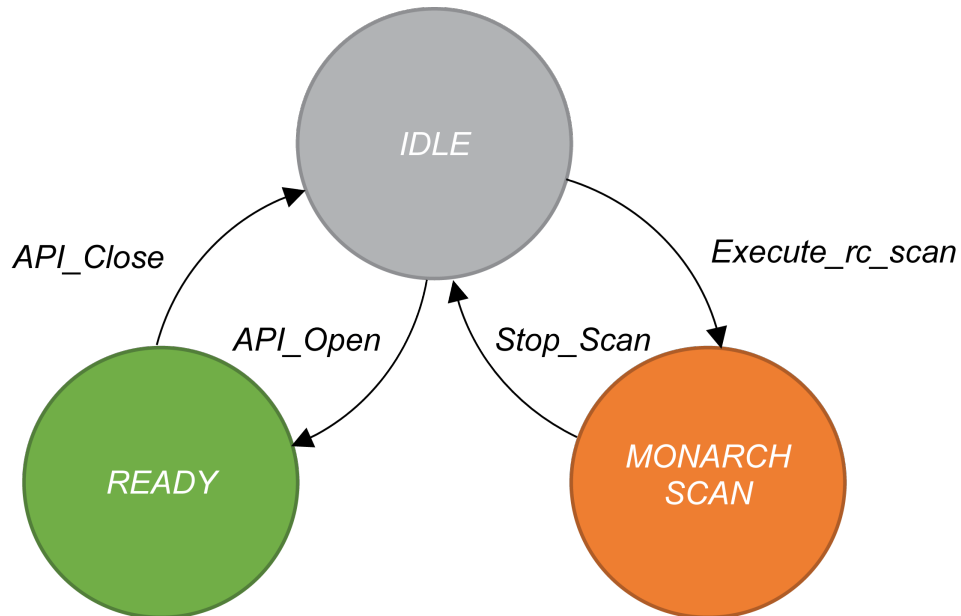 IDLE
API_Close
Execute_rc_scan
API_Open
Stop_Scan
READY
MONARCH
SCAN